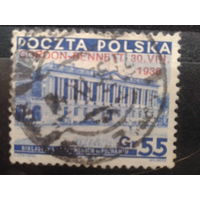 POCZTA POLSKA
GORDON-BENNETT 30. VIII
1936
55